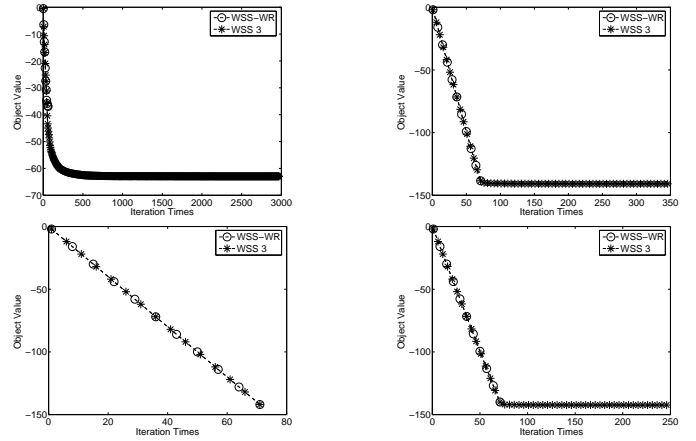 0
−10
−20
−30
−40
−50
−60
−70
0 500 1000 1500 2000 2500 3000
Iteration Times
Object Value
WSS−WR
WSS 3
0
−50
−100
−150
0 50 100 150 200 250 300 350
Iteration Times
Object Value
WSS−WR
WSS 3
0
−50
−100
−150
0 20 40 60 80
Iteration Times
Object Value
WSS−WR
WSS 3
0
−50
−100
−150
0 50 100 150 200 250
Iteration Times
Object Value
WSS−WR
WSS 3